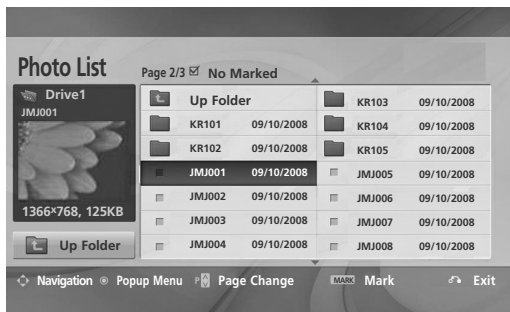 Photo List
Page 2/3 ☑ No Marked
Drive1
JMJ001
1366x768, 125KB
Up Folder
Up Folder
KR101 09/10/2008
KR102 09/10/2008
JMJ001 09/10/2008
JMJ002 09/10/2008
JMJ003 09/10/2008
JMJ004 09/10/2008
KR103 09/10/2008
KR104 09/10/2008
KR105 09/10/2008
JMJ005 09/10/2008
JMJ006 09/10/2008
JMJ007 09/10/2008
JMJ008 09/10/2008
Navigation Popup Menu P Page Change MARK Mark Exit